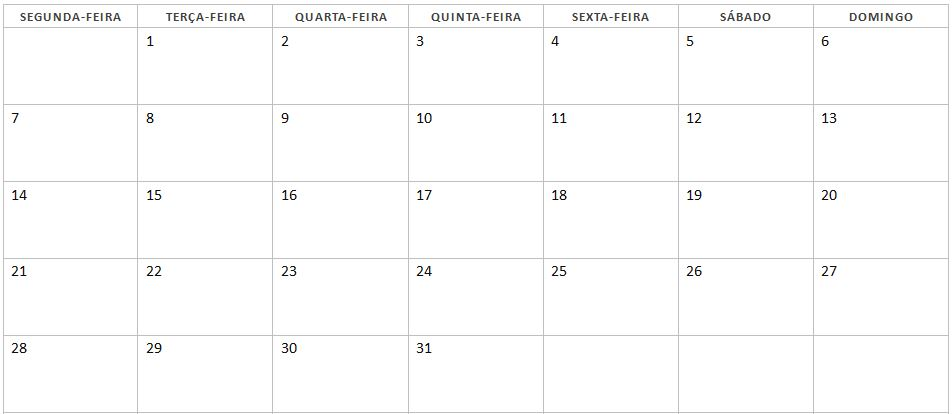 SEGUNDA-FEIRA TERÇA-FEIRA QUARTA-FEIRA QUINTA-FEIRA SEXTA-FEIRA SÁBADO DOMINGO
1 2 3 4 5 6
7 8 9 10 11 12 13
14 15 16 17 18 19 20
21 22 23 24 25 26 27
28 29 30 31